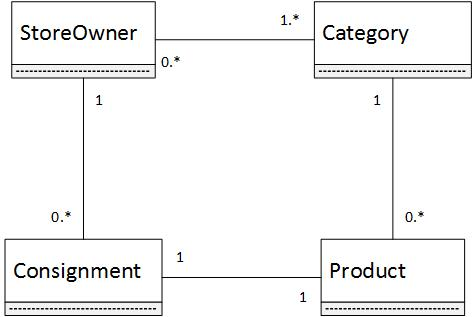 StoreOwner
1.*
Category
0.*
1
1
0.*
0.*
Consignment
1
1
Product